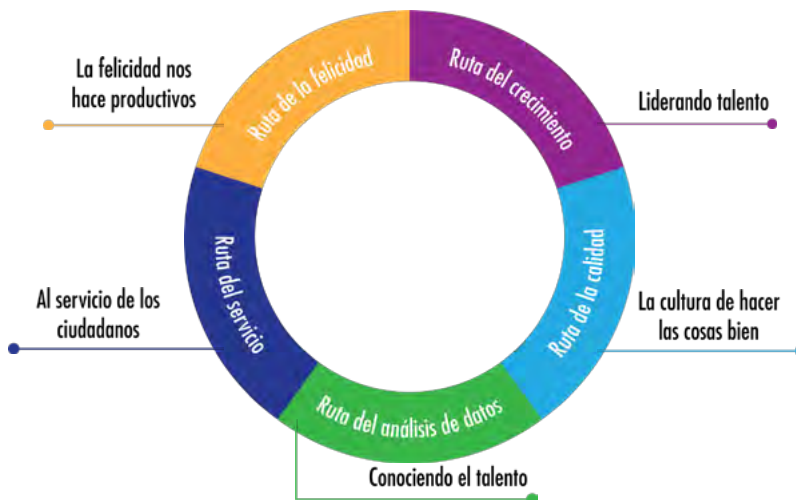 La felicidad nos
hace productivos
Ruta de la felicidad
Ruta del crecimiento
Liderando talento
Al servicio de los
ciudadanos
Ruta del servicio
Ruta de la calidad
La cultura de hacer
las cosas bien
Ruta del análisis de datos
Conociendo el talento